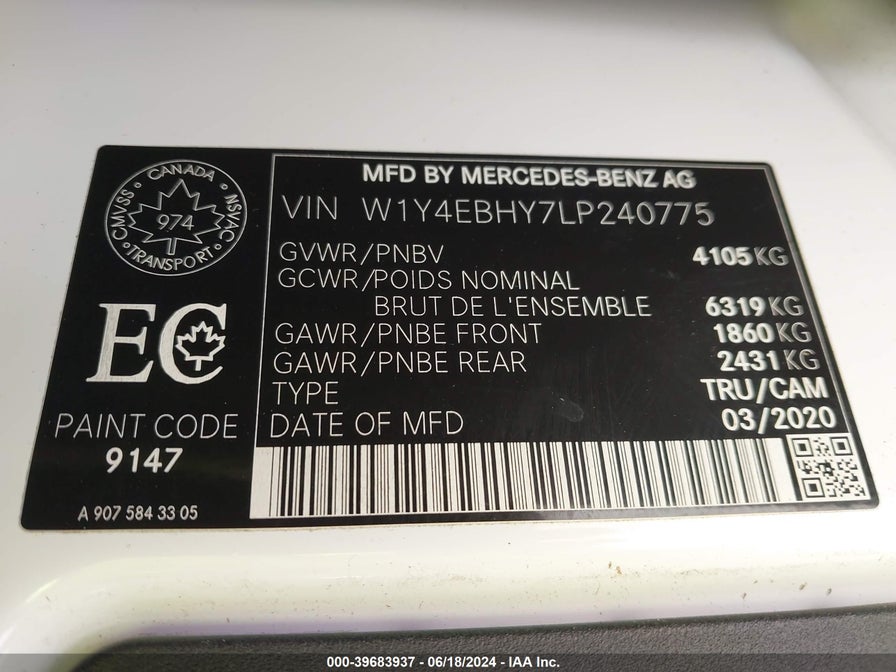 CANADA
CMVSS
974
NSVAC
TRANSPORT
EC
PAINT CODE
9147
A 907 584 33 05
MFD BY MERCEDES-BENZ AG
VIN W1Y4EBHY7LP240775
GVWR/PNBV 4105 KG
GCWR/POIDS NOMINAL
BRUT DE L'ENSEMBLE 6319 KG
GAWR/PNBE FRONT 1860 KG
GAWR/PNBE REAR 2431 KG
TYPE TRU/CAM
DATE OF MFD 03/2020
000-39683937 - 06/18/2024 - IAA Inc.